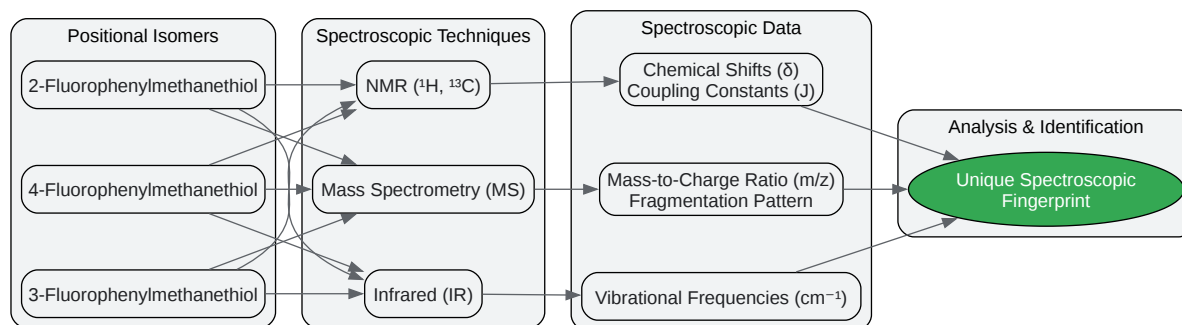 Positional Isomers
2-Fluorophenylmethanethiol
4-Fluorophenylmethanethiol
3-Fluorophenylmethanethiol
Spectroscopic Techniques
NMR (¹H, ¹³C)
Mass Spectrometry (MS)
Infrared (IR)
Spectroscopic Data
Chemical Shifts (δ)
Coupling Constants (J)
Mass-to-Charge Ratio (m/z)
Fragmentation Pattern
Vibrational Frequencies (cm⁻¹)
Analysis & Identification
Unique Spectroscopic
Fingerprint